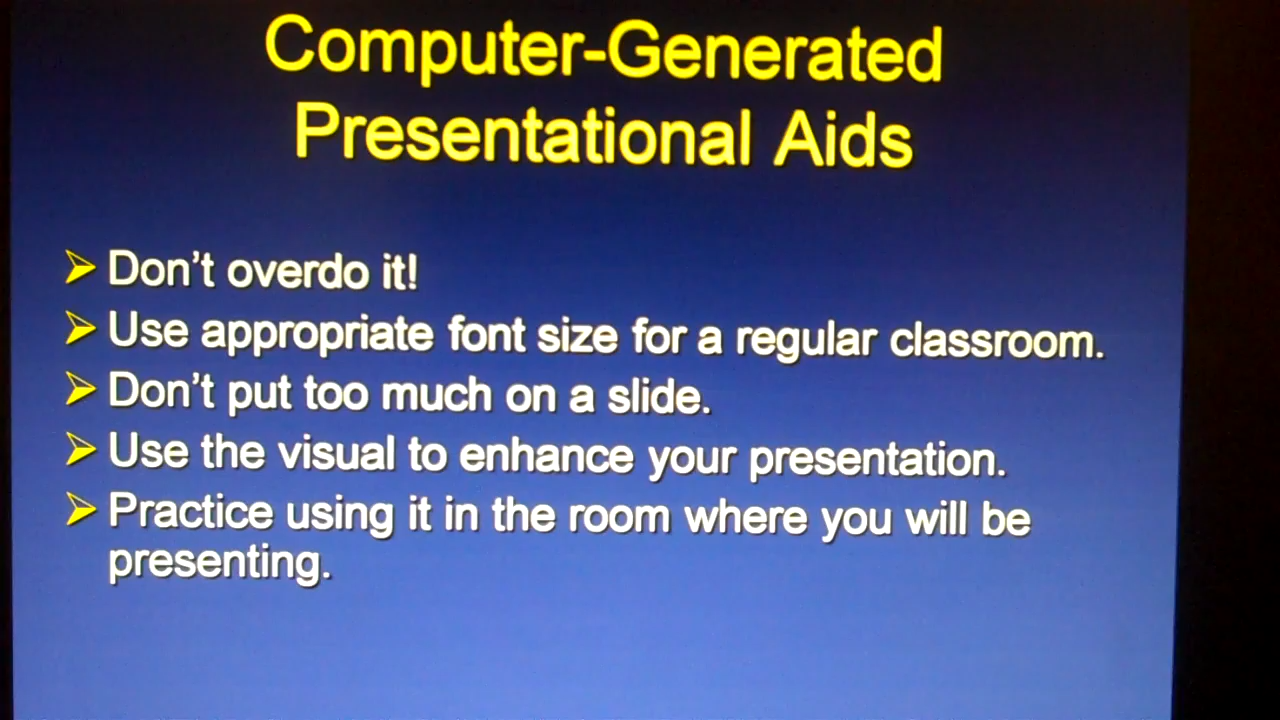 Computer-Generated
Presentational Aids
Don't overdo it!
Use appropriate font size for a regular classroom.
Don't put too much on a slide.
Use the visual to enhance your presentation.
Practice using it in the room where you will be
presenting.